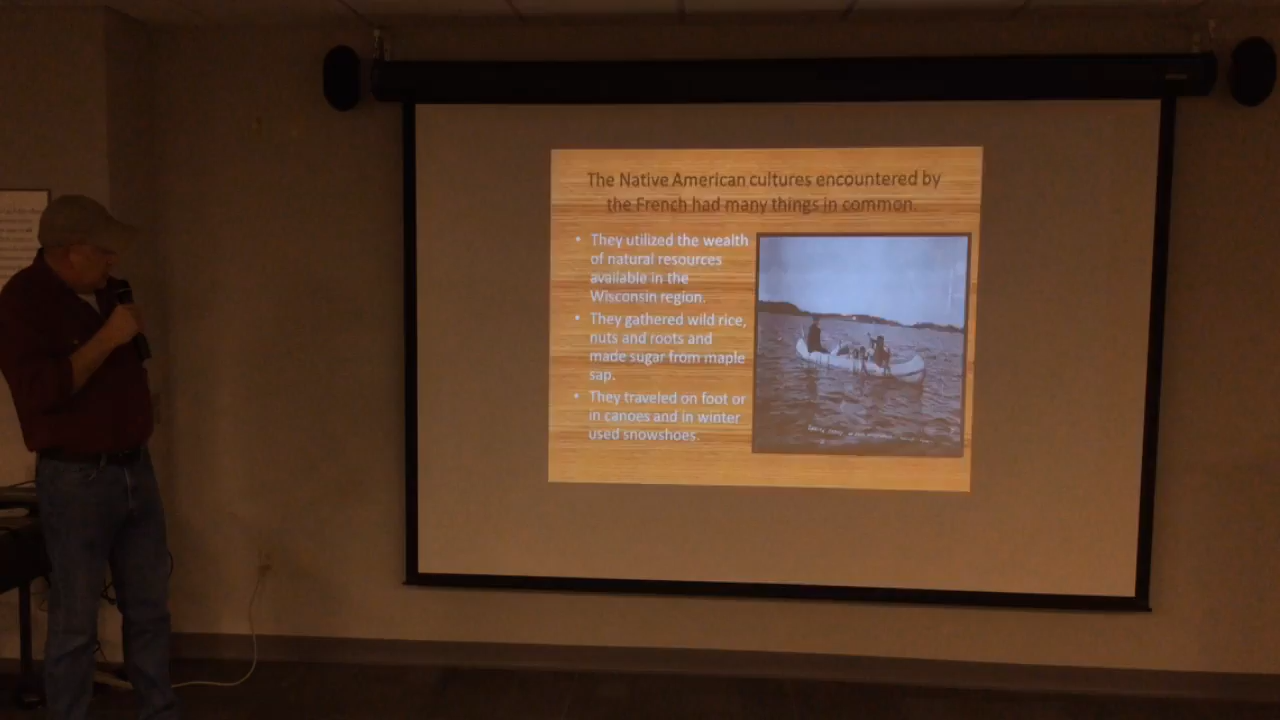 The Native American cultures encountered by
the French had many things in common.
• They utilized the wealth
of natural resources
available in the
Wisconsin region.
• They gathered wild rice,
nuts and roots and
made sugar from maple
sap.
• They traveled on foot or
in canoes and in winter
used snowshoes.